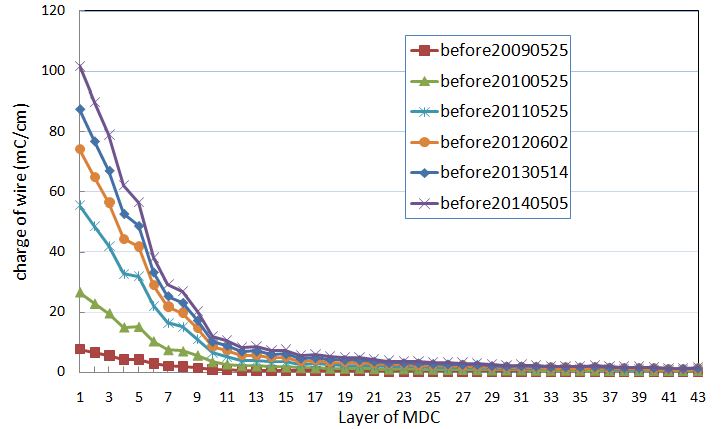 120
100
80
60
40
20
0
charge of wire (mC/cm)
before20090525
before20100525
before20110525
before20120602
before20130514
before20140505
1 3 5 7 9 11 13 15 17 19 21 23 25 27 29 31 33 35 37 39 41 43
Layer of MDC